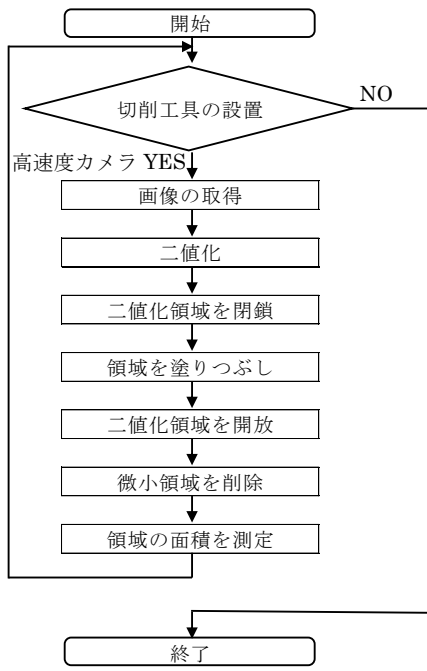 開始
切削工具の設置
NO
高速度カメラ YES
画像の取得
二値化
二値化領域を閉鎖
領域を塗りつぶし
二値化領域を開放
微小領域を削除
領域の面積を測定
終了